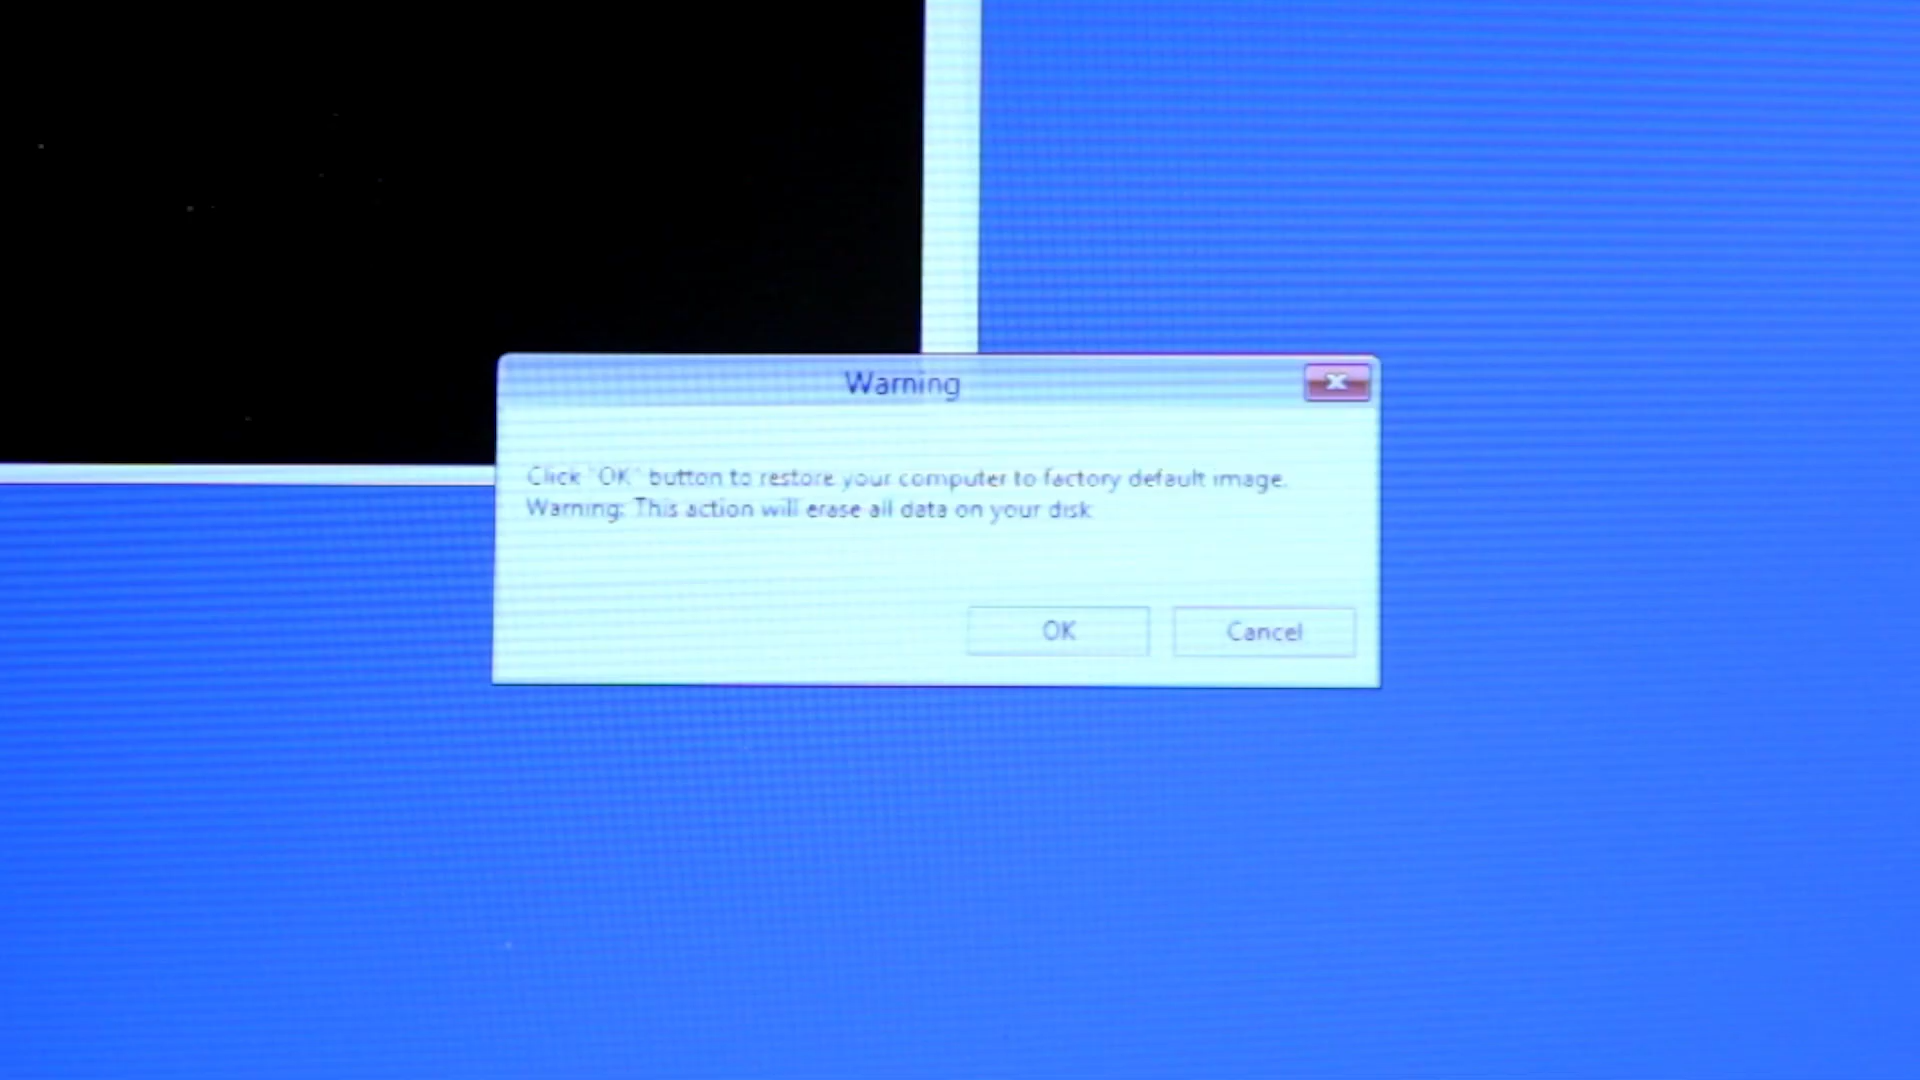 Warning
Click "OK" button to restore your computer to factory default image.
Warning: This action will erase all data on your disk
OK
Cancel